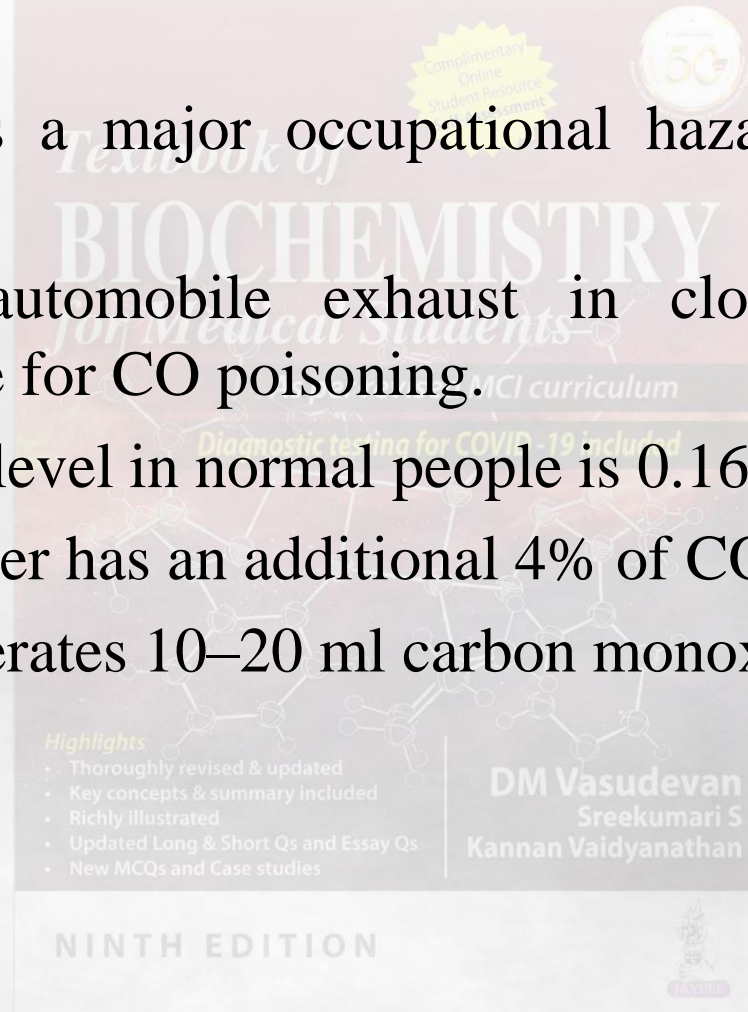 Complimentary
Online
Student Resource
50
s a major occupational haza
Textbook of
BIOCHEMISTRY
automobile exhaust in clo
for Medical Students
e for CO poisoning.
MCI curriculum
Diagnostic testing for COVID-19 included
level in normal people is 0.16
er has an additional 4% of CO
erates 10–20 ml carbon monox
Highlights
• Thoroughly revised & updated
• Key concepts & summary included
• Richly illustrated
• Updated Long & Short Qs and Essay Qs
• New MCQs and Case studies
DM Vasudevan
Sreekumari S
Kannan Vaidyanathan
NINTH EDITION
JAYPEE